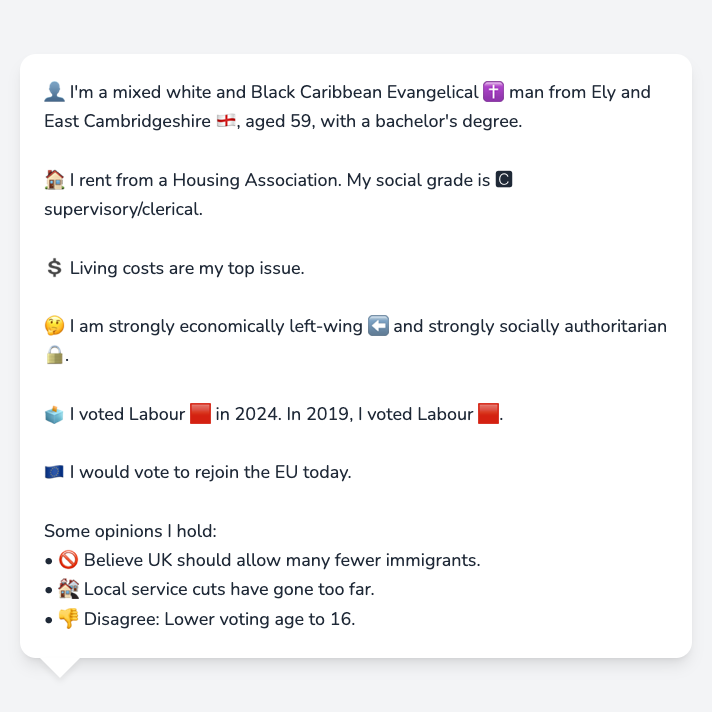 👤 I'm a mixed white and Black Caribbean Evangelical ✝️ man from Ely and
East Cambridgeshire 🏴󠁧󠁢󠁥󠁮󠁧󠁿, aged 59, with a bachelor's degree.
🏠 I rent from a Housing Association. My social grade is 🅲
supervisory/clerical.
💲 Living costs are my top issue.
🤔 I am strongly economically left-wing ⬅️ and strongly socially authoritarian
🔒.
🗳️ I voted Labour 🟥 in 2024. In 2019, I voted Labour 🟥.
🇪🇺 I would vote to rejoin the EU today.
Some opinions I hold:
• 🚫 Believe UK should allow many fewer immigrants.
• 🏚️ Local service cuts have gone too far.
• 👎 Disagree: Lower voting age to 16.